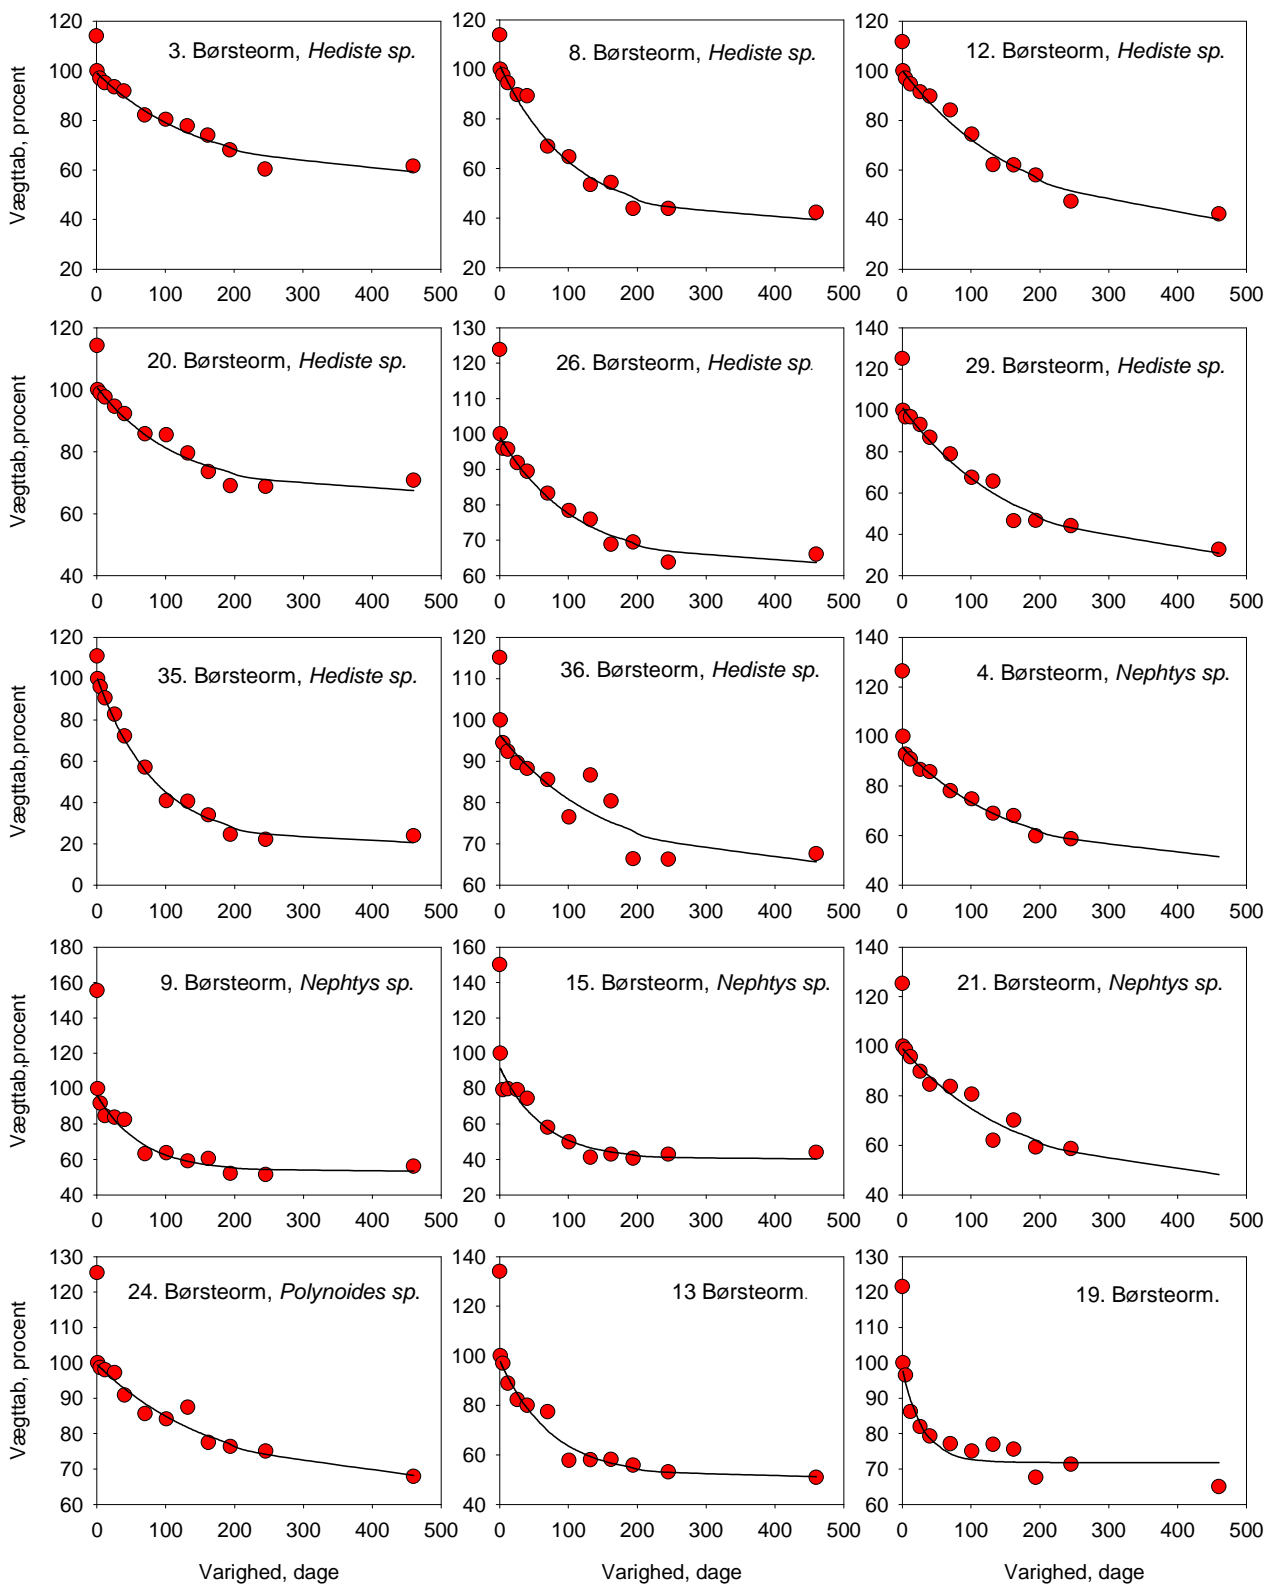 120 120 120
3. Børsteorm, Hediste sp. 8. Børsteorm, Hediste sp. 12. Børsteorm, Hediste sp.
100 100 100
80 80 80
60 60 60
40 40 40
20 20 20
Vægttab, procent
0 100 200 300 400 500 0 100 200 300 400 500 0 100 200 300 400 500
120 130 140
20. Børsteorm, Hediste sp. 26. Børsteorm, Hediste sp. 29. Børsteorm, Hediste sp.
120 120
100 110 100
100
80 90 80
80 60
60 70 40
40 60 20
Vægttab,procent
0 100 200 300 400 500 0 100 200 300 400 500 0 100 200 300 400 500
120 120 140
35. Børsteorm, Hediste sp. 36. Børsteorm, Hediste sp. 4. Børsteorm, Nephtys sp.
100 110 120
80 100 100
60 90
40 80 80
20 70 60
0 60 40
Vægttab,procent
0 100 200 300 400 500 0 100 200 300 400 500 0 100 200 300 400 500
180 160 140
9. Børsteorm, Nephtys sp. 15. Børsteorm, Nephtys sp. 21. Børsteorm, Nephtys sp.
160 140 120
140 120
120 100 100
100 80 80
80 60
60 40 60
40 20 40
Vægttab,procent
0 100 200 300 400 500 0 100 200 300 400 500 0 100 200 300 400 500
130 140 130
24. Børsteorm, Polynoides sp. 13 Børsteorm. 19. Børsteorm.
120 120 120
110 110
100 100 100
90 80 90
80 80
70 60 70
60 40 60
Vægttab, procent
0 100 200 300 400 500 0 100 200 300 400 500 0 100 200 300 400 500
Varighed, dage Varighed, dage Varighed, dage